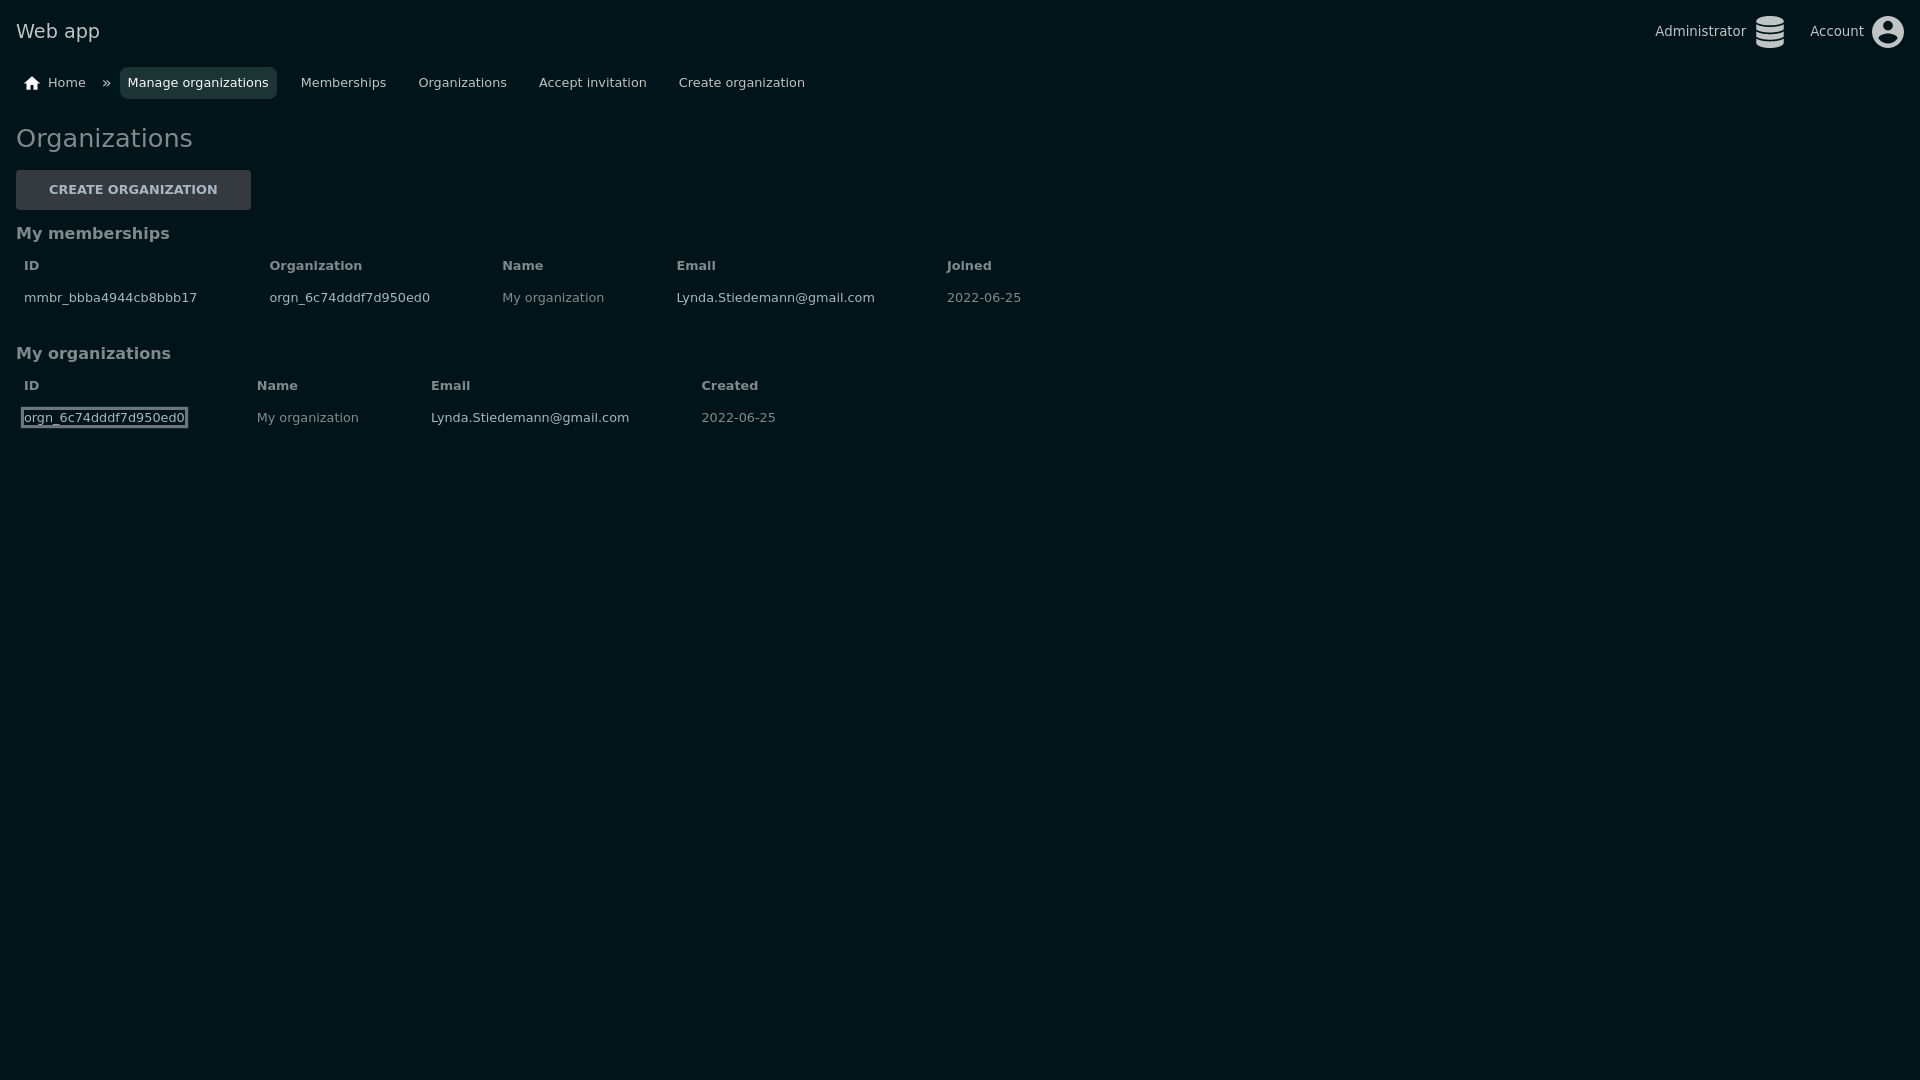 Web app
Administrator
Account
Home » Manage organizations Memberships Organizations Accept invitation Create organization
Organizations
CREATE ORGANIZATION
My memberships
ID Organization Name Email Joined
mmbr_bbba4944cb8bbb17 orgn_6c74dddf7d950ed0 My organization Lynda.Stiedemann@gmail.com 2022-06-25
My organizations
ID Name Email Created
orgn_6c74dddf7d950ed0 My organization Lynda.Stiedemann@gmail.com 2022-06-25